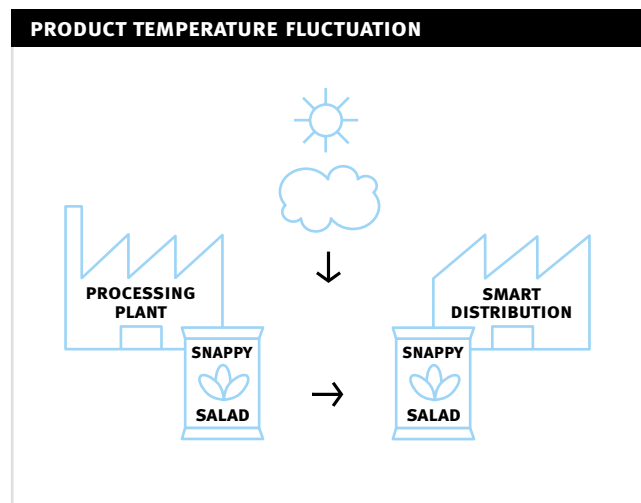 PRODUCT TEMPERATURE FLUCTUATION
PROCESSING
PLANT
SMART
DISTRIBUTION
SNAPPY
SALAD
SNAPPY
SALAD